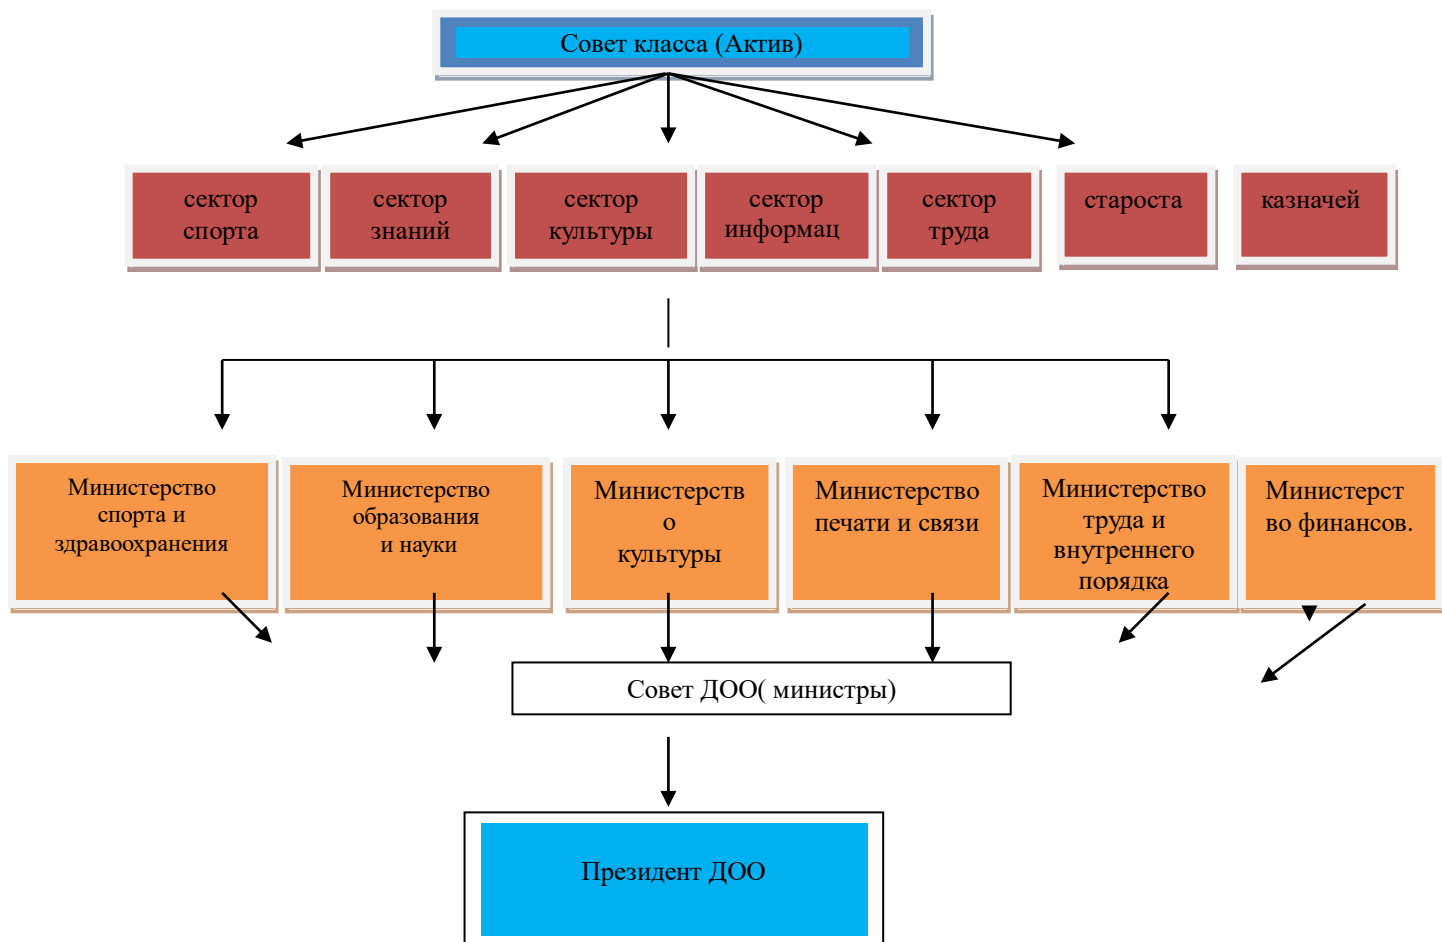 Совет класса (Актив)
сектор
спорта
сектор
знаний
сектор
культуры
сектор
информац
сектор
труда
староста
казначей
Министерство
спорта и
здравоохранения
Министерство
образования
и науки
Министерств
о
культуры
Министерство
печати и связи
Министерство
труда и
внутреннего
порядка
Министерст
во финансов.
Совет ДОО( министры)
Президент ДОО